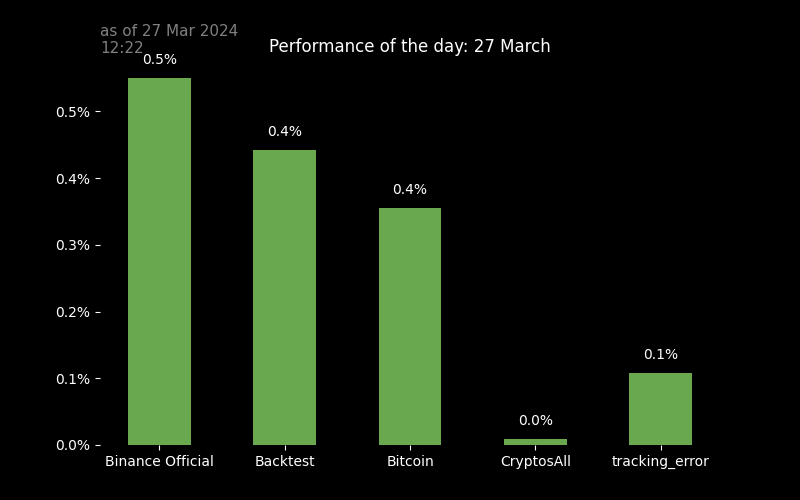 as of 27 Mar 2024
12:22
Performance of the day: 27 March
0.5%
0.4%
0.4%
0.0%
0.1%
0.5%
0.4%
0.3%
0.2%
0.1%
0.0%
Binance Official
Backtest
Bitcoin
CryptosAll
tracking_error